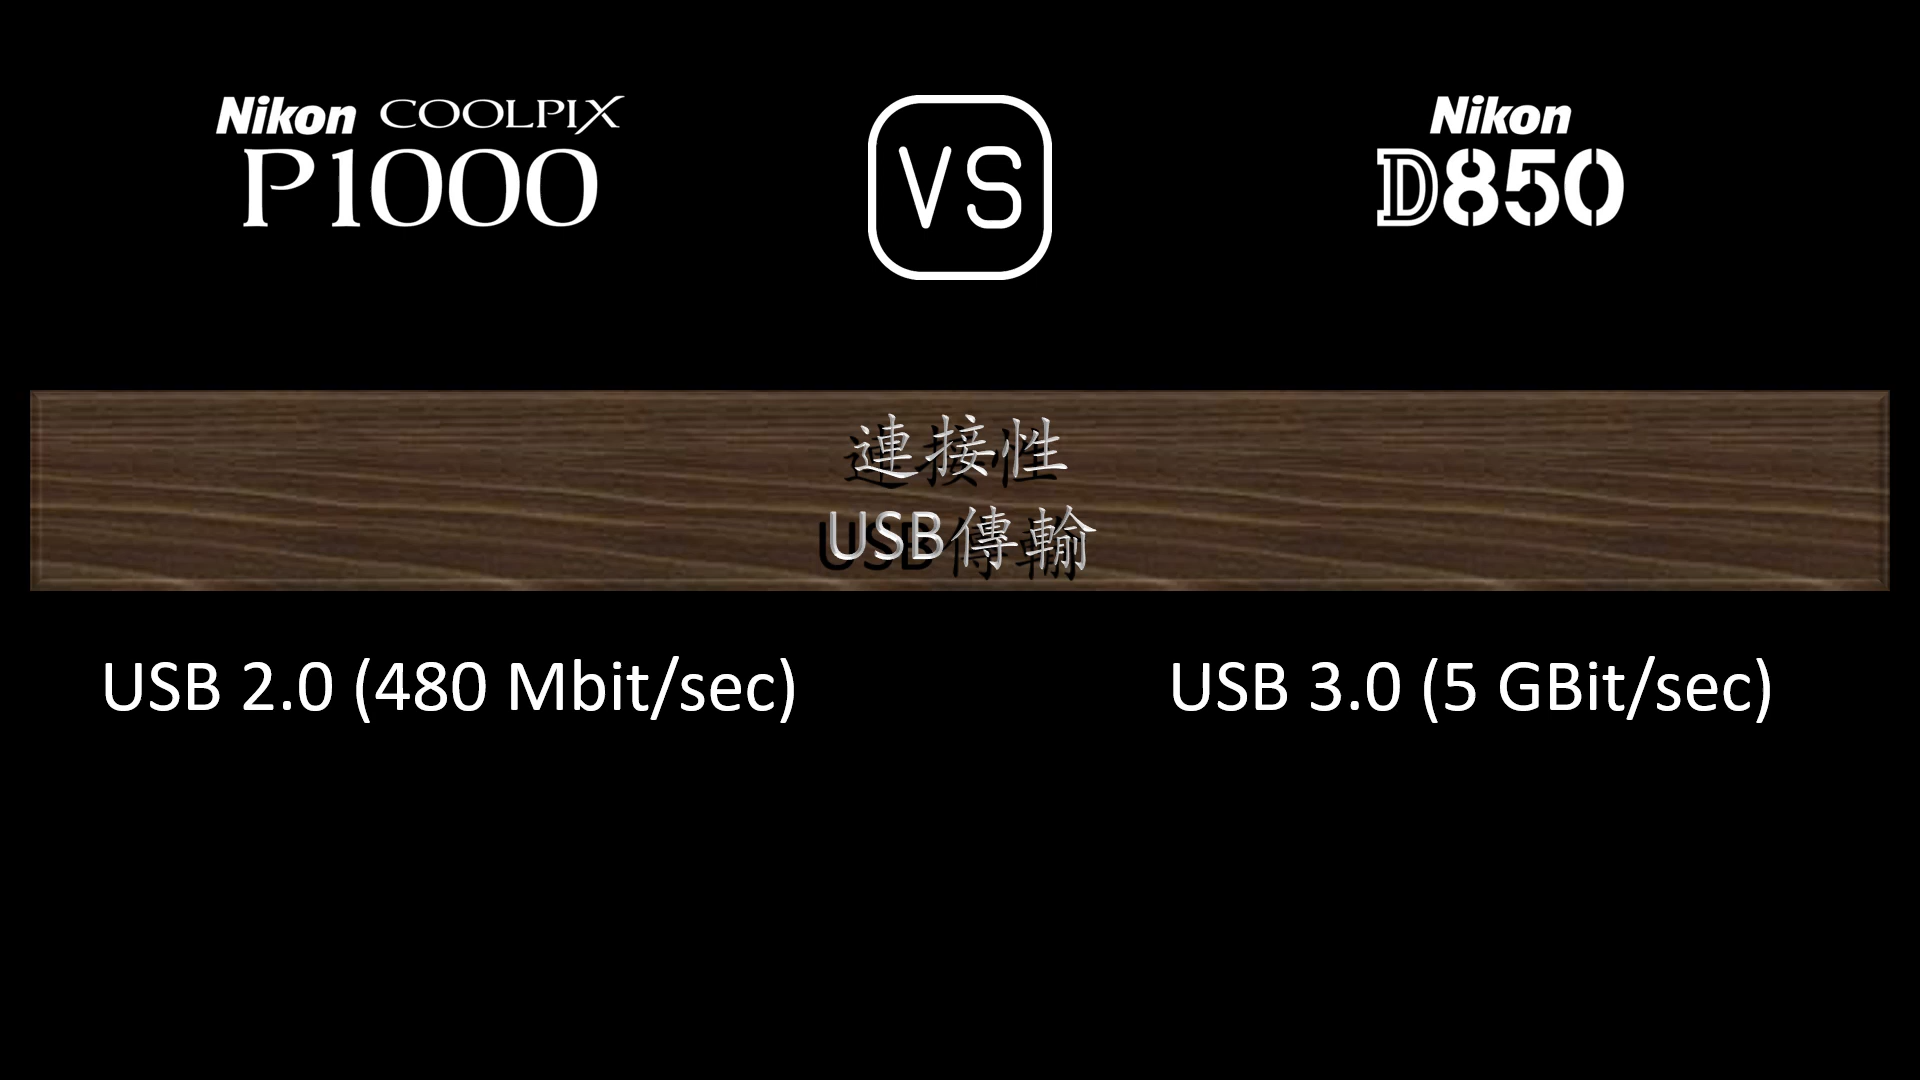 Nikon COOLPIX
P1000
VS
Nikon
D850
連接性
USB傳輸
USB 2.0 (480 Mbit/sec)
USB 3.0 (5 GBit/sec)